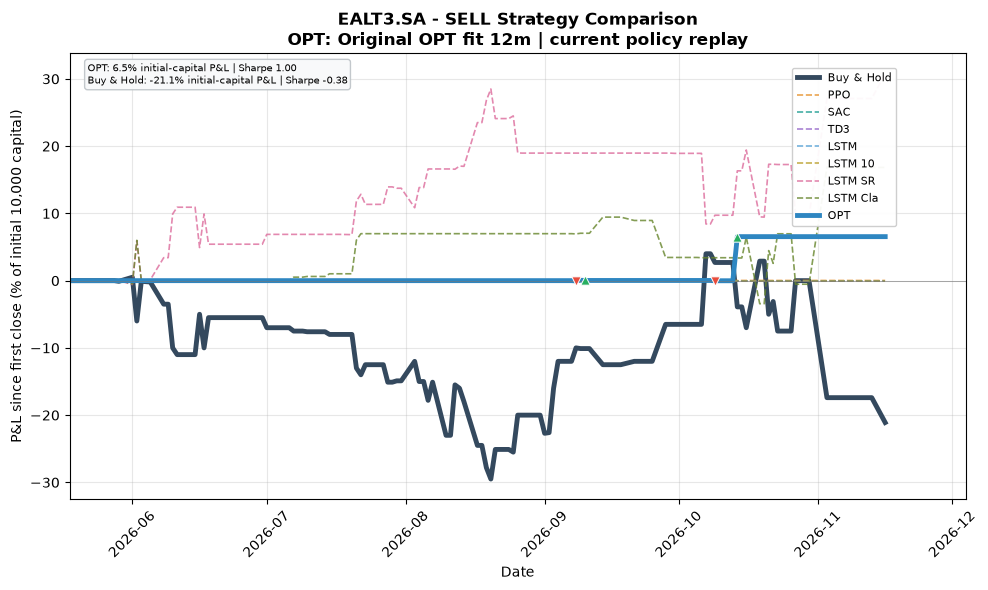 EALT3.SA - SELL Strategy Comparison
OPT: Original OPT fit 12m | current policy replay
OPT: 6.5% initial-capital P&L | Sharpe 1.00
Buy & Hold: -21.1% initial-capital P&L | Sharpe -0.38
Buy & Hold
PPO
SAC
TD3
LSTM
LSTM 10
LSTM SR
LSTM Cla
OPT
P&L since first close (% of initial 10,000 capital)
30
20
10
0
−10
−20
−30
2026-06
2026-07
2026-08
2026-09
2026-10
2026-11
2026-12
Date